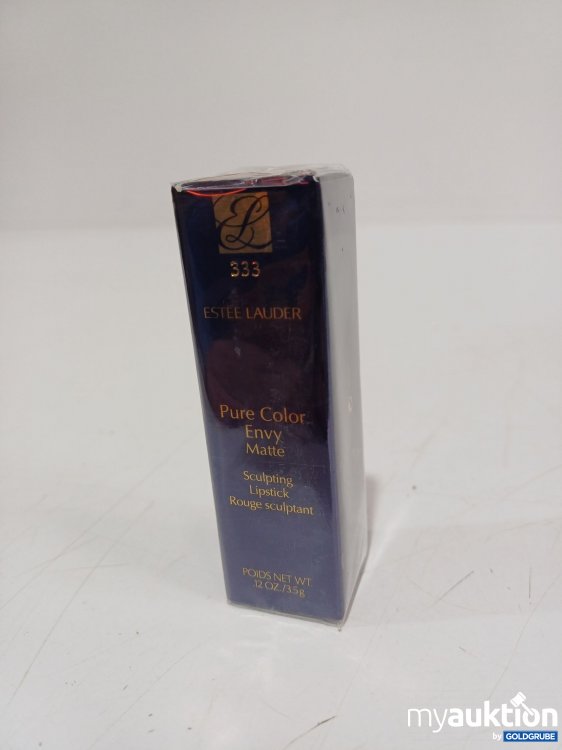 EL
333
ESTĒE LAUDER
Pure Color
Envy
Matte
Sculpting
Lipstick
Rouge sculptant
POIDS NET WT.
.12 OZ./3.5g
myauktion
by GOLDGRUBE